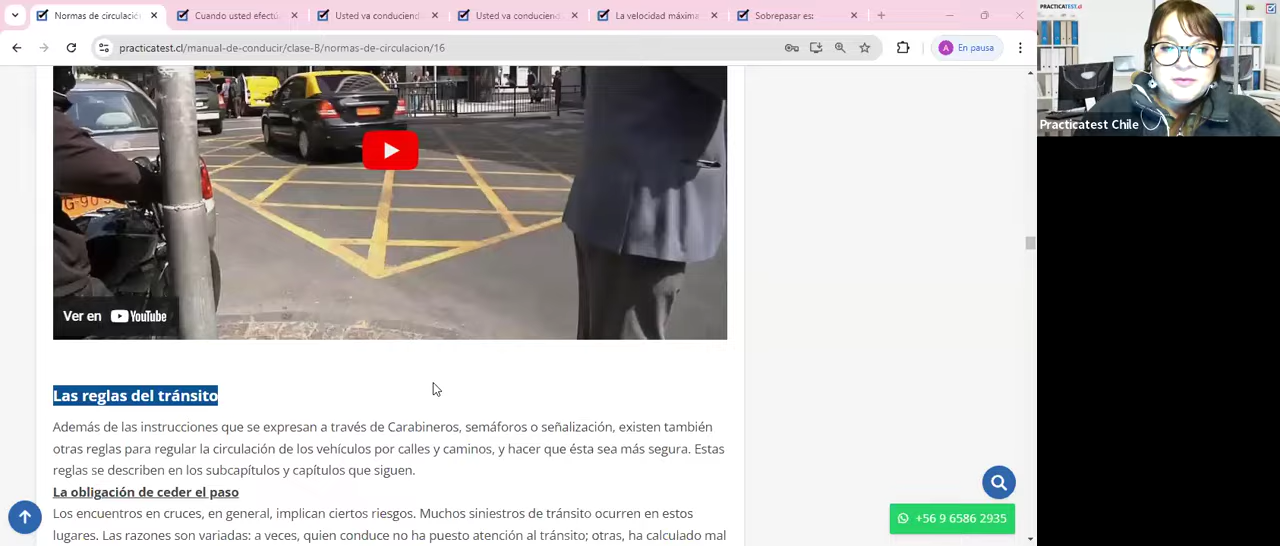 Normas de circulació
Cuando usted efectú
Usted va conduciend
Usted va conduciend
La velocidad máxima
Sobrepasar es:
practicatest.cl/manual-de-conducir/clase-B/normas-de-circulacion/16
A
En pausa
PRACTICATEST.cl
Practicatest Chile
Ver en YouTube
Las reglas del tránsito
Además de las instrucciones que se expresan a través de Carabineros, semáforos o señalización, existen también
otras reglas para regular la circulación de los vehículos por calles y caminos, y hacer que ésta sea más segura. Estas
reglas se describen en los subcapítulos y capítulos que siguen.
La obligación de ceder el paso
Los encuentros en cruces, en general, implican ciertos riesgos. Muchos siniestros de tránsito ocurren en estos
lugares. Las razones son variadas: a veces, quien conduce no ha puesto atención al tránsito; otras, ha calculado mal
+56 9 6586 2935